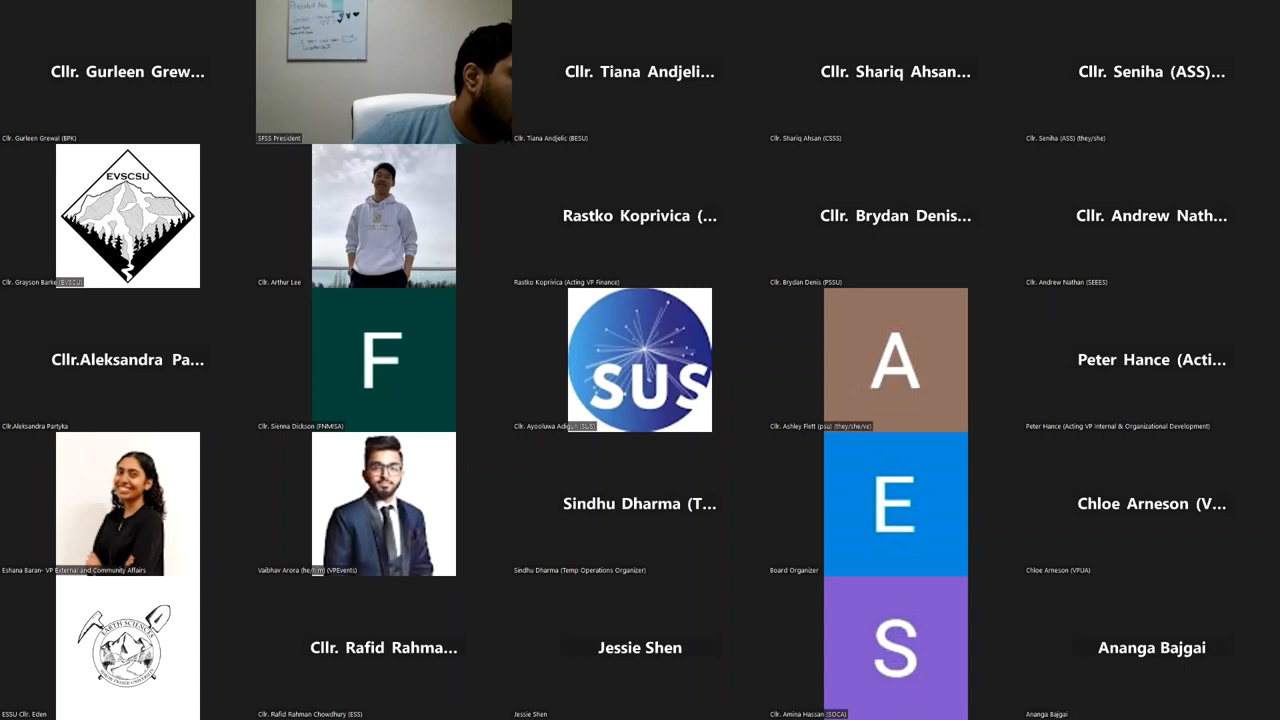 Cllr. Gurleen Grew...
Cllr. Gurleen Grewal (BPK)
SFSS President
Cllr. Tiana Andjeli...
Cllr. Tiana Andjelic (BESU)
Cllr. Shariq Ahsan...
Cllr. Shariq Ahsan (CSSS)
Cllr. Seniha (ASS)...
Cllr. Seniha (ASS) (they/she)
EVSCSU
Cllr. Grayson Barke (EVSCU)
Cllr. Arthur Lee
Rastko Koprivica (...
Rastko Koprivica (Acting VP Finance)
Cllr. Brydan Denis...
Cllr. Brydan Denis (PSSU)
Cllr. Andrew Nath...
Cllr. Andrew Nathan (SEEES)
Cllr.Aleksandra Pa...
Cllr.Aleksandra Partyka
F
Cllr. Sienna Dickson (FNMISA)
SUS
Cllr. Ayooluwa Adigun (SUS)
A
Cllr. Ashley Flett (psu) (they/she/ve)
Peter Hance (Acti...
Peter Hance (Acting VP Internal & Organizational Development)
Eshana Baran- VP External and Community Affairs
Vaibhav Arora (he/him) (VPEvents)
Sindhu Dharma (T...
Sindhu Dharma (Temp Operations Organizer)
E
Board Organizer
Chloe Arneson (V...
Chloe Arneson (VPUA)
EARTH SCIENCES
SIMON FRASER UNIVERSITY
ESSU Cllr. Eden
Cllr. Rafid Rahma...
Cllr. Rafid Rahman Chowdhury (ESS)
Jessie Shen
Jessie Shen
S
Cllr. Amina Hassan (SOCA)
Ananga Bajgai
Ananga Bajgai